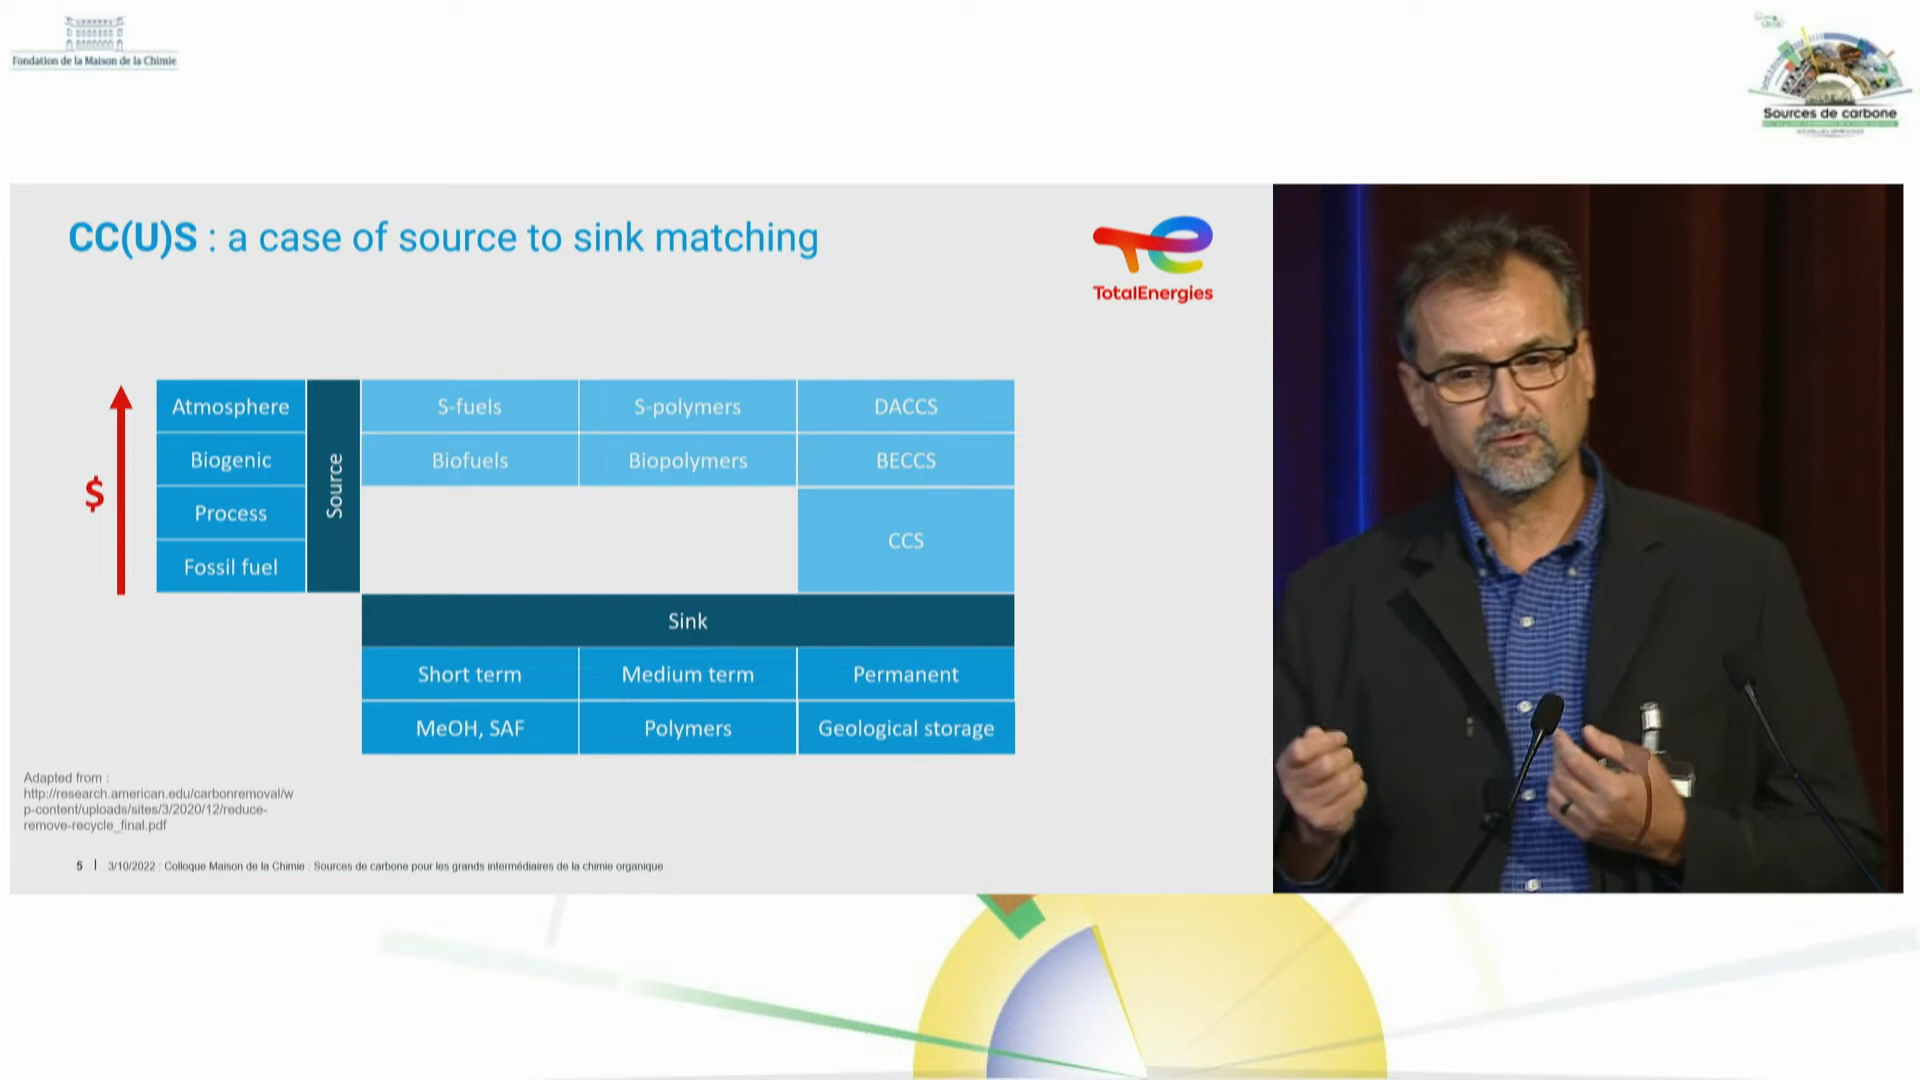 Fondation de la Maison de la Chimie
Sources de carbone
CC(U)S : a case of source to sink matching
TotalEnergies
$
Atmosphere
Biogenic
Process
Fossil fuel
Source
S-fuels
S-polymers
DACCS
Biofuels
Biopolymers
BECCS
CCS
Sink
Short term
Medium term
Permanent
MeOH, SAF
Polymers
Geological storage
Adapted from :
http://research.american.edu/carbonremoval/w
p-content/uploads/sites/3/2020/12/reduce-
remove-recycle_final.pdf
5 | 3/10/2022 : Colloque Maison de la Chimie : Sources de carbone pour les grands intermédiaires de la chimie organique